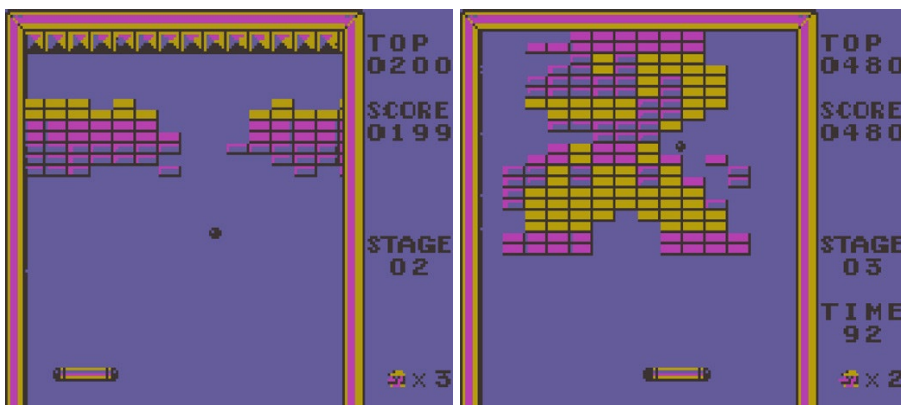 TOP
0200
SCORE
0199
STAGE
02
×3
TOP
0480
SCORE
0480
STAGE
03
TIME
92
×2